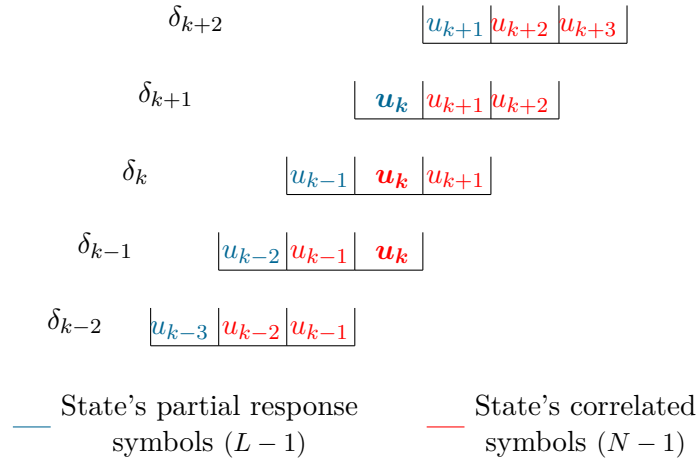 δ_{k+2} u_{k+1} u_{k+2} u_{k+3}
δ_{k+1} u_k u_{k+1} u_{k+2}
δ_k u_{k−1} u_k u_{k+1}
δ_{k−1} u_{k−2} u_{k−1} u_k
δ_{k−2} u_{k−3} u_{k−2} u_{k−1}
State's partial response
symbols (L − 1)
State's correlated
symbols (N − 1)